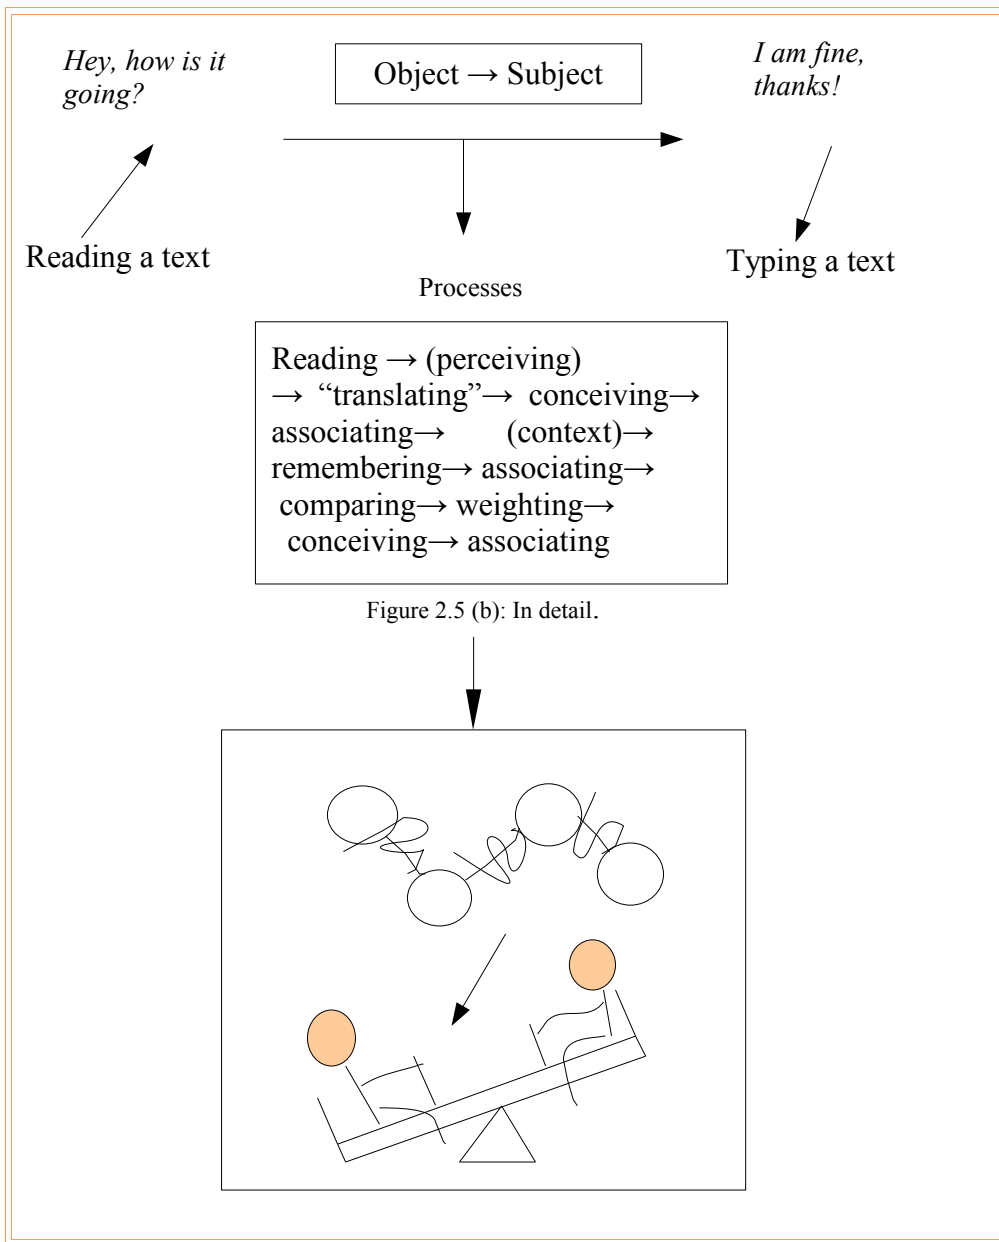 Hey, how is it
going?
Object → Subject
I am fine,
thanks!
Reading a text
Typing a text
Processes
Reading → (perceiving)
→ “translating”→ conceiving→
associating→ (context)→
remembering→ associating→
comparing→ weighting→
conceiving→ associating
Figure 2.5 (b): In detail.